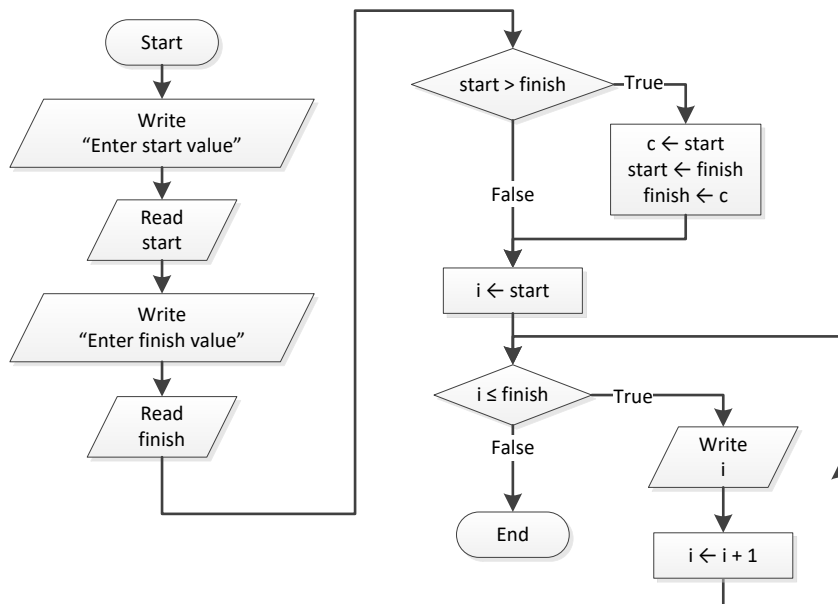 Start
Write
“Enter start value”
Read
start
Write
“Enter finish value”
Read
finish
start > finish
True
c ← start
start ← finish
finish ← c
False
i ← start
i ≤ finish
True
Write
i
i ← i + 1
False
End